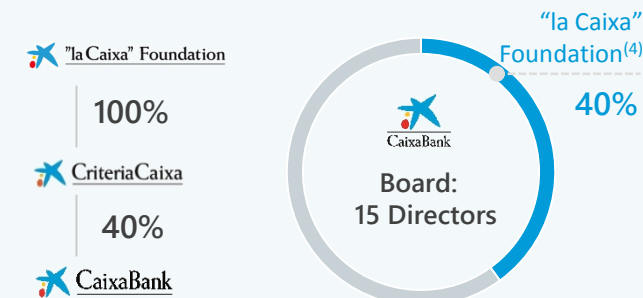 "la Caixa" Foundation
100%
CriteriaCaixa
40%
CaixaBank
“la Caixa”
Foundation(4)
40%
CaixaBank
Board:
15 Directors